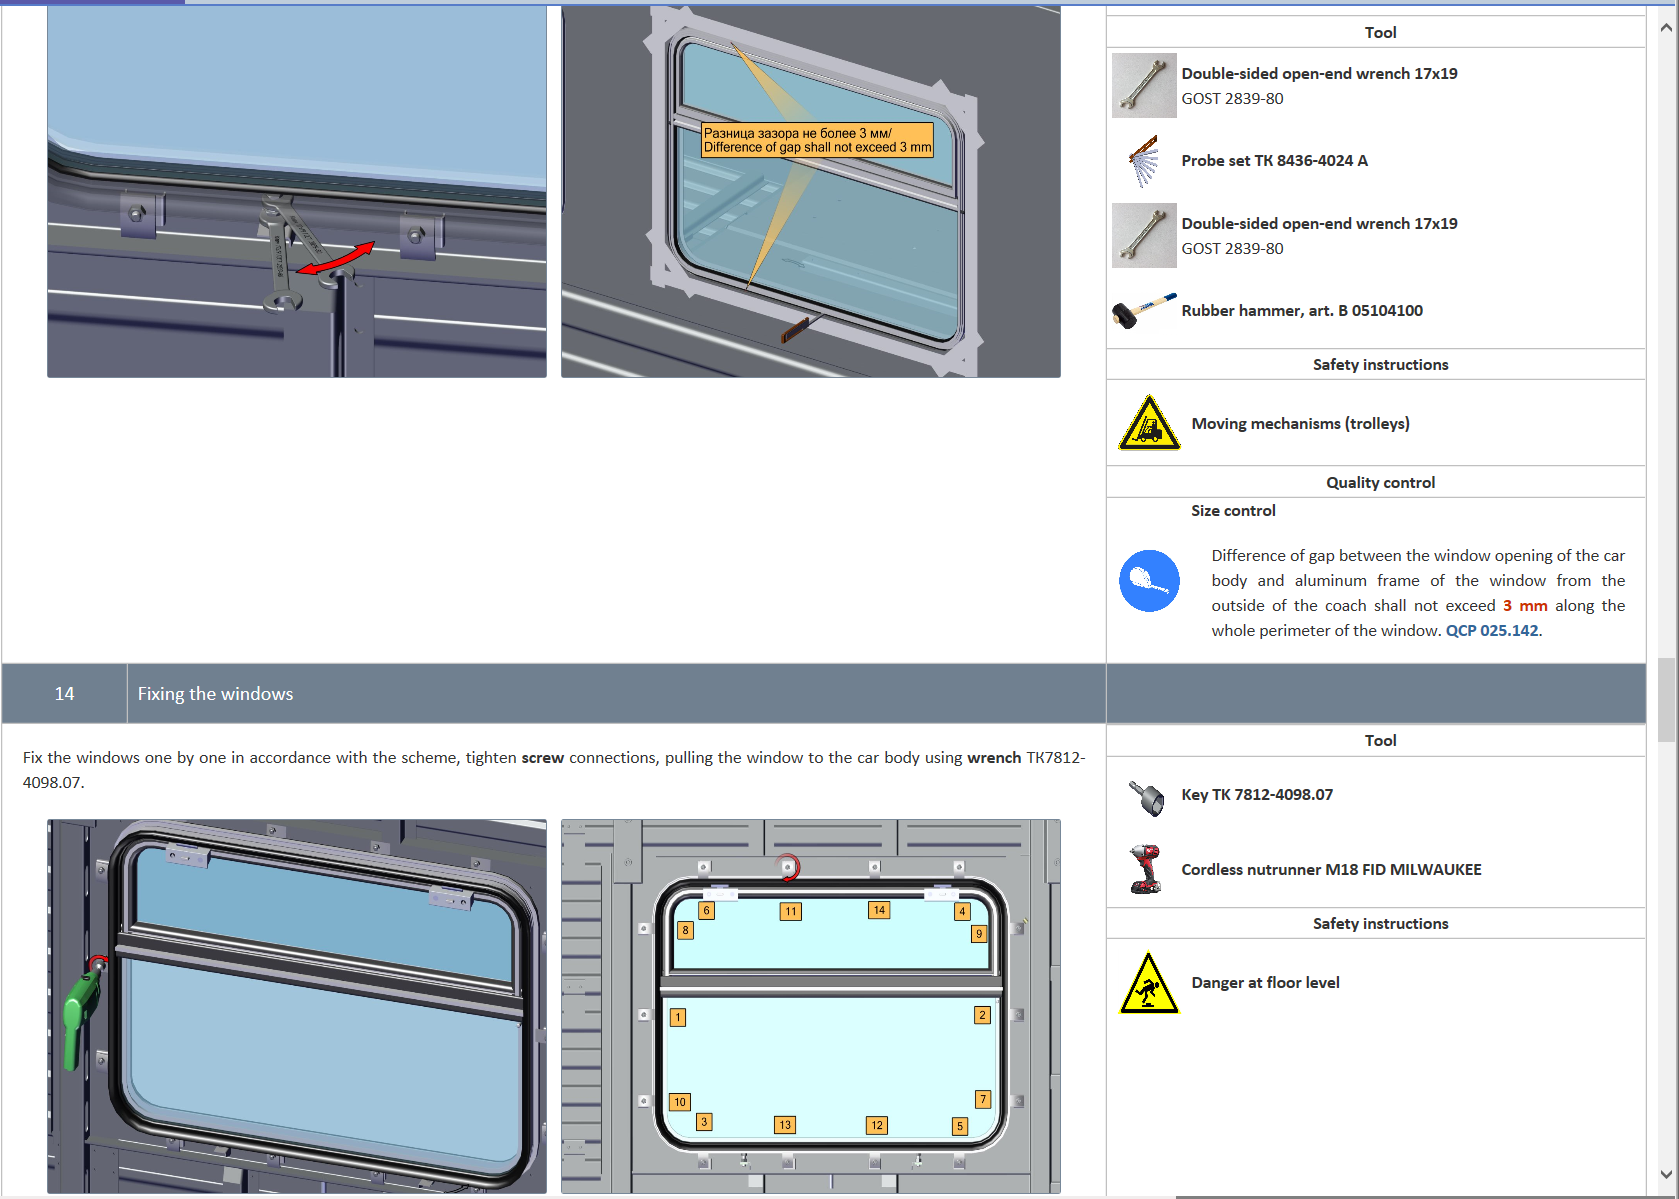 Разница зазора не более 3 мм/
Difference of gap shall not exceed 3 mm
Tool
Double-sided open-end wrench 17x19
GOST 2839-80
Probe set TK 8436-4024 A
Double-sided open-end wrench 17x19
GOST 2839-80
Rubber hammer, art. B 05104100
Safety instructions
Moving mechanisms (trolleys)
Quality control
Size control
Difference of gap between the window opening of the car
body and aluminum frame of the window from the
outside of the coach shall not exceed 3 mm along the
whole perimeter of the window. QCP 025.142.
14
Fixing the windows
Fix the windows one by one in accordance with the scheme, tighten screw connections, pulling the window to the car body using wrench TK7812-
4098.07.
6
11
14
4
8
9
1
2
10
7
3
13
12
5
Tool
Key TK 7812-4098.07
Cordless nutrunner M18 FID MILWAUKEE
Safety instructions
Danger at floor level